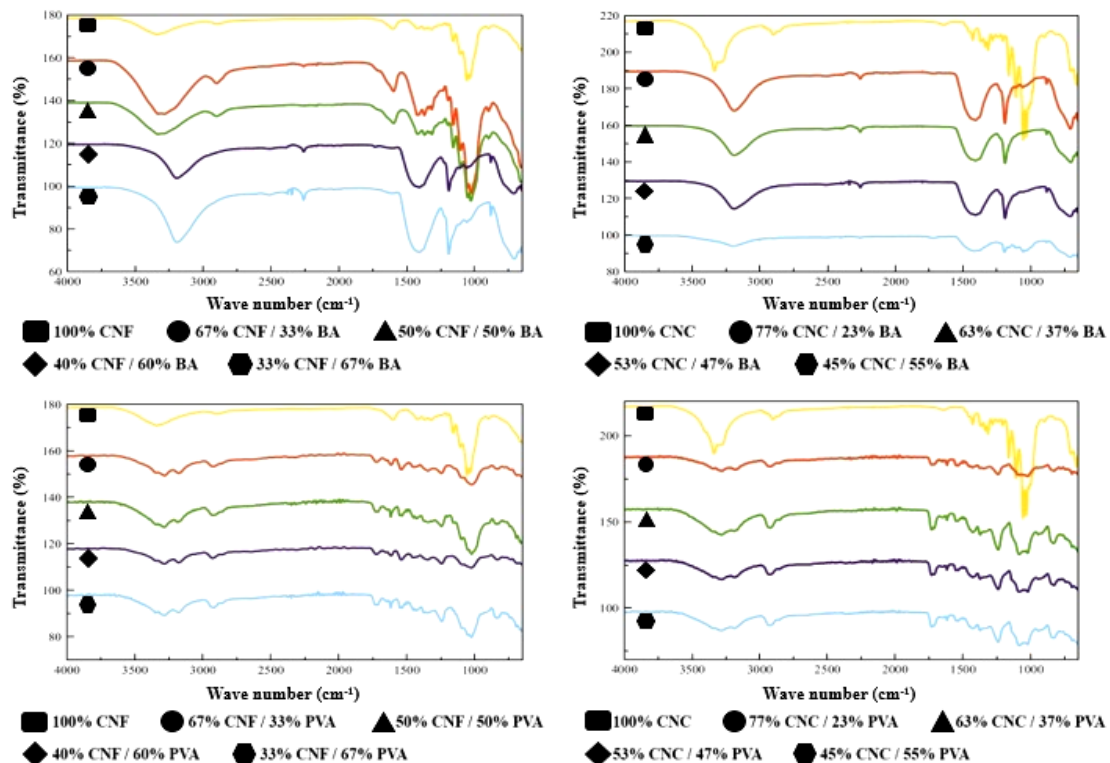 180
160
140
120
100
80
60
Transmittance (%)
4000 3500 3000 2500 2000 1500 1000
Wave number (cm⁻¹)
100% CNF 67% CNF / 33% BA 50% CNF / 50% BA
40% CNF / 60% BA 33% CNF / 67% BA
220
200
180
160
140
120
100
80
Transmittance (%)
4000 3500 3000 2500 2000 1500 1000
Wave number (cm⁻¹)
100% CNC 77% CNC / 23% BA 63% CNC / 37% BA
53% CNC / 47% BA 45% CNC / 55% BA
180
160
140
120
100
80
Transmittance (%)
4000 3500 3000 2500 2000 1500 1000
Wave number (cm⁻¹)
100% CNF 67% CNF / 33% PVA 50% CNF / 50% PVA
40% CNF / 60% PVA 33% CNF / 67% PVA
200
150
100
Transmittance (%)
4000 3500 3000 2500 2000 1500 1000
Wave number (cm⁻¹)
100% CNC 77% CNC / 23% PVA 63% CNC / 37% PVA
53% CNC / 47% PVA 45% CNC / 55% PVA